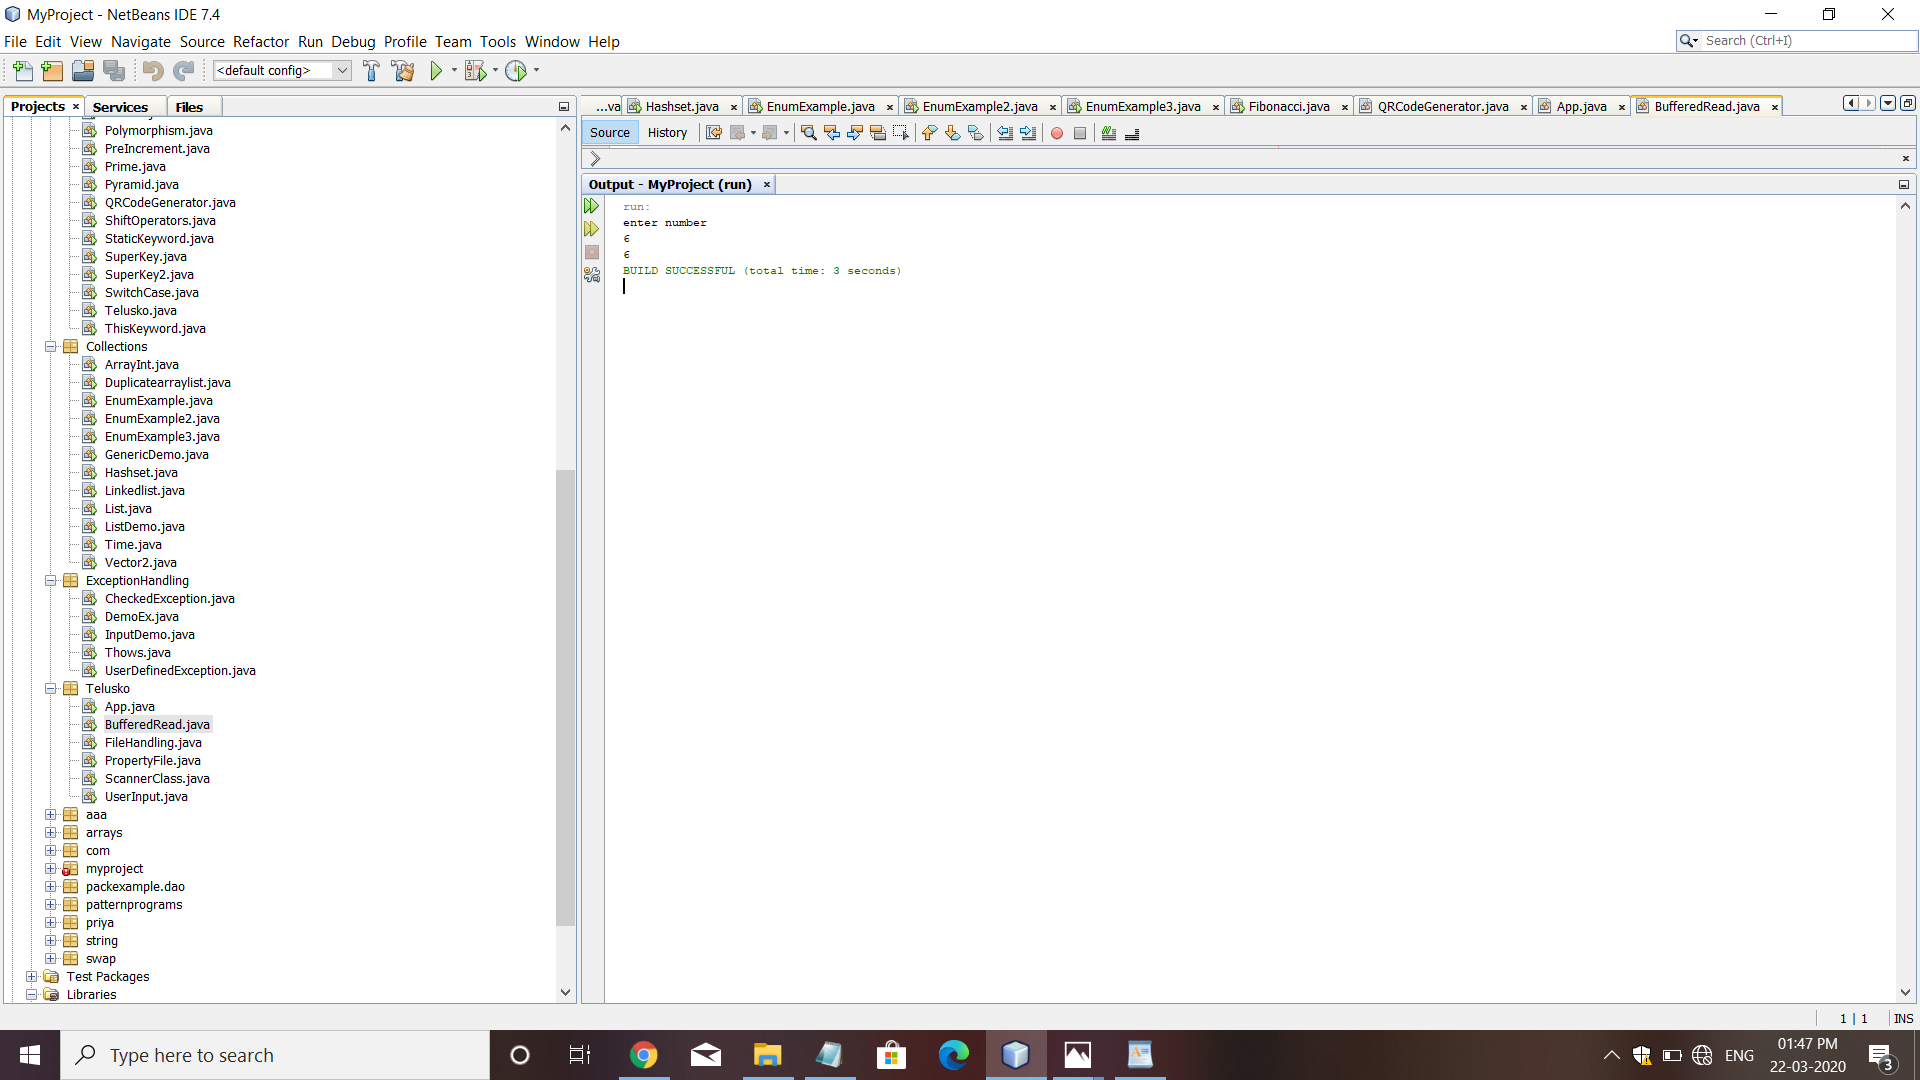 MyProject - NetBeans IDE 7.4
File Edit View Navigate Source Refactor Run Debug Profile Team Tools Window Help
Search (Ctrl+I)
<default config>
Projects
Services
Files
Polymorphism.java
PreIncrement.java
Prime.java
Pyramid.java
QRCodeGenerator.java
ShiftOperators.java
StaticKeyword.java
SuperKey.java
SuperKey2.java
SwitchCase.java
Telusko.java
ThisKeyword.java
Collections
ArrayInt.java
Duplicatearraylist.java
EnumExample.java
EnumExample2.java
EnumExample3.java
GenericDemo.java
Hashset.java
Linkedlist.java
List.java
ListDemo.java
Time.java
Vector2.java
ExceptionHandling
CheckedException.java
DemoEx.java
InputDemo.java
Thows.java
UserDefinedException.java
Telusko
App.java
BufferedRead.java
FileHandling.java
PropertyFile.java
ScannerClass.java
UserInput.java
aaa
arrays
com
myproject
packexample.dao
patternprograms
priya
string
swap
Test Packages
Libraries
...va Hashset.java EnumExample.java EnumExample2.java EnumExample3.java Fibonacci.java QRCodeGenerator.java App.java BufferedRead.java
Source History
Output - MyProject (run)
run:
enter number
6
6
BUILD SUCCESSFUL (total time: 3 seconds)
1 | 1 INS
Type here to search
ENG
01:47 PM
22-03-2020
3